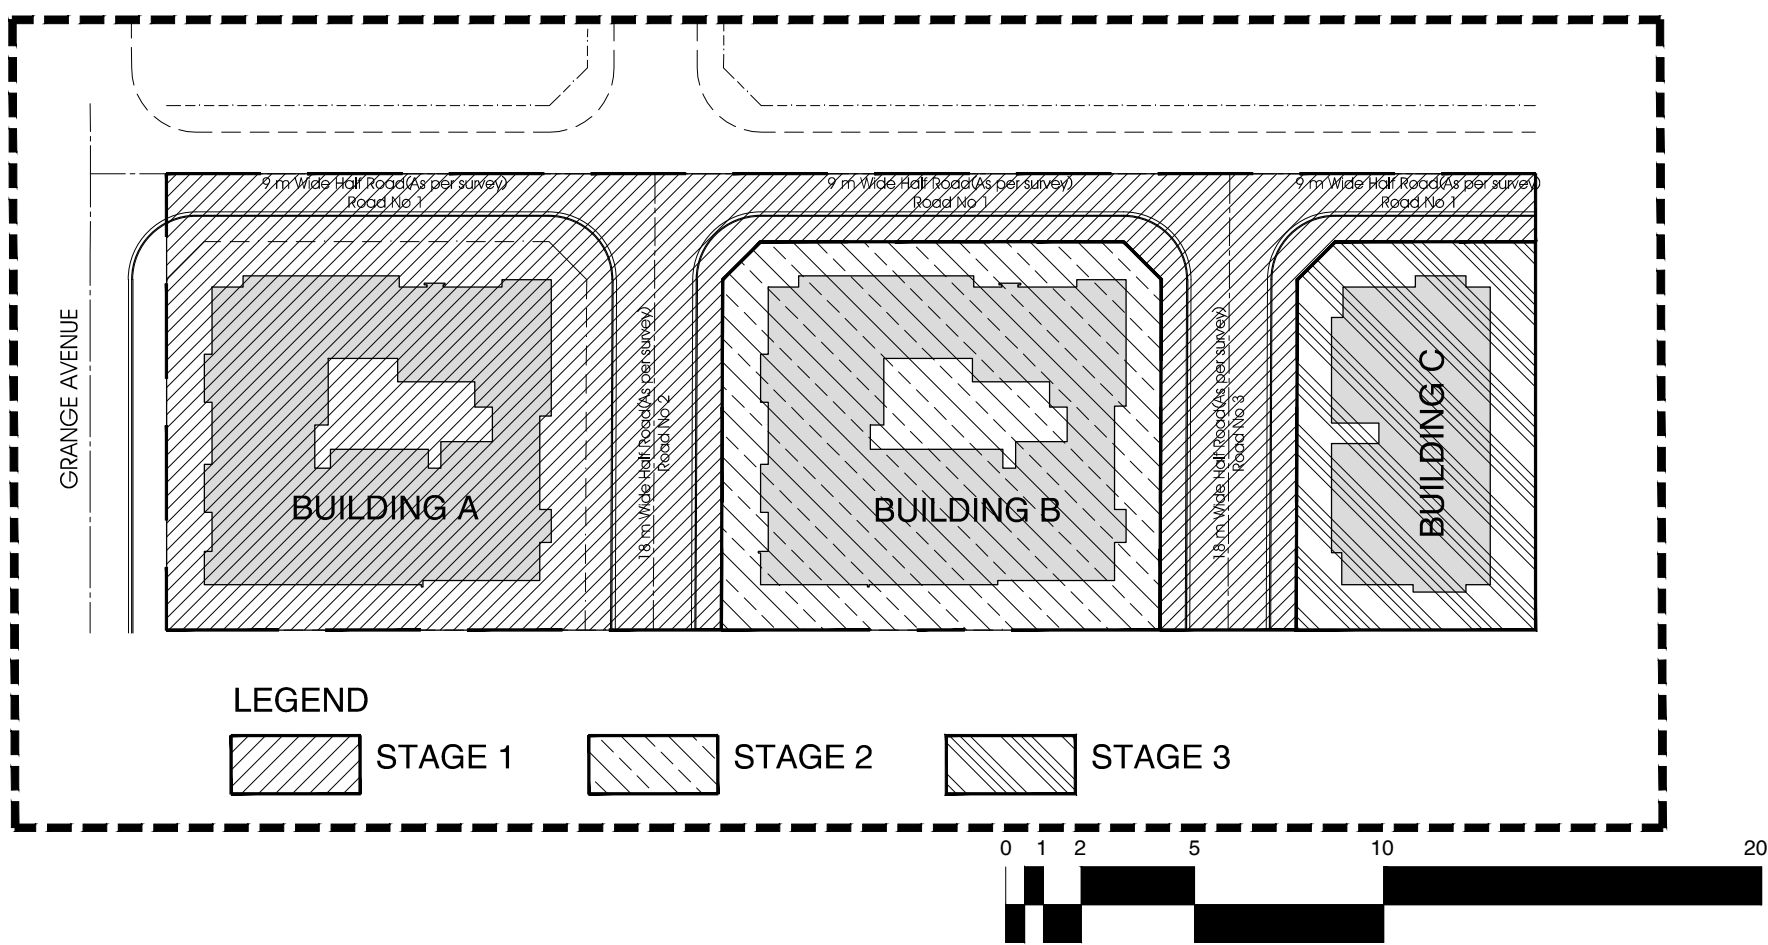 9 m Wide Half Road(As per survey)
Road No 1
9 m Wide Half Road(As per survey)
Road No 1
9 m Wide Half Road(As per survey)
Road No 1
GRANGE AVENUE
BUILDING A
18 m Wide Half Road(As per survey)
Road No 2
BUILDING B
18 m Wide Half Road(As per survey)
Road No 3
BUILDING C
LEGEND
STAGE 1
STAGE 2
STAGE 3
0 1 2 5 10 20